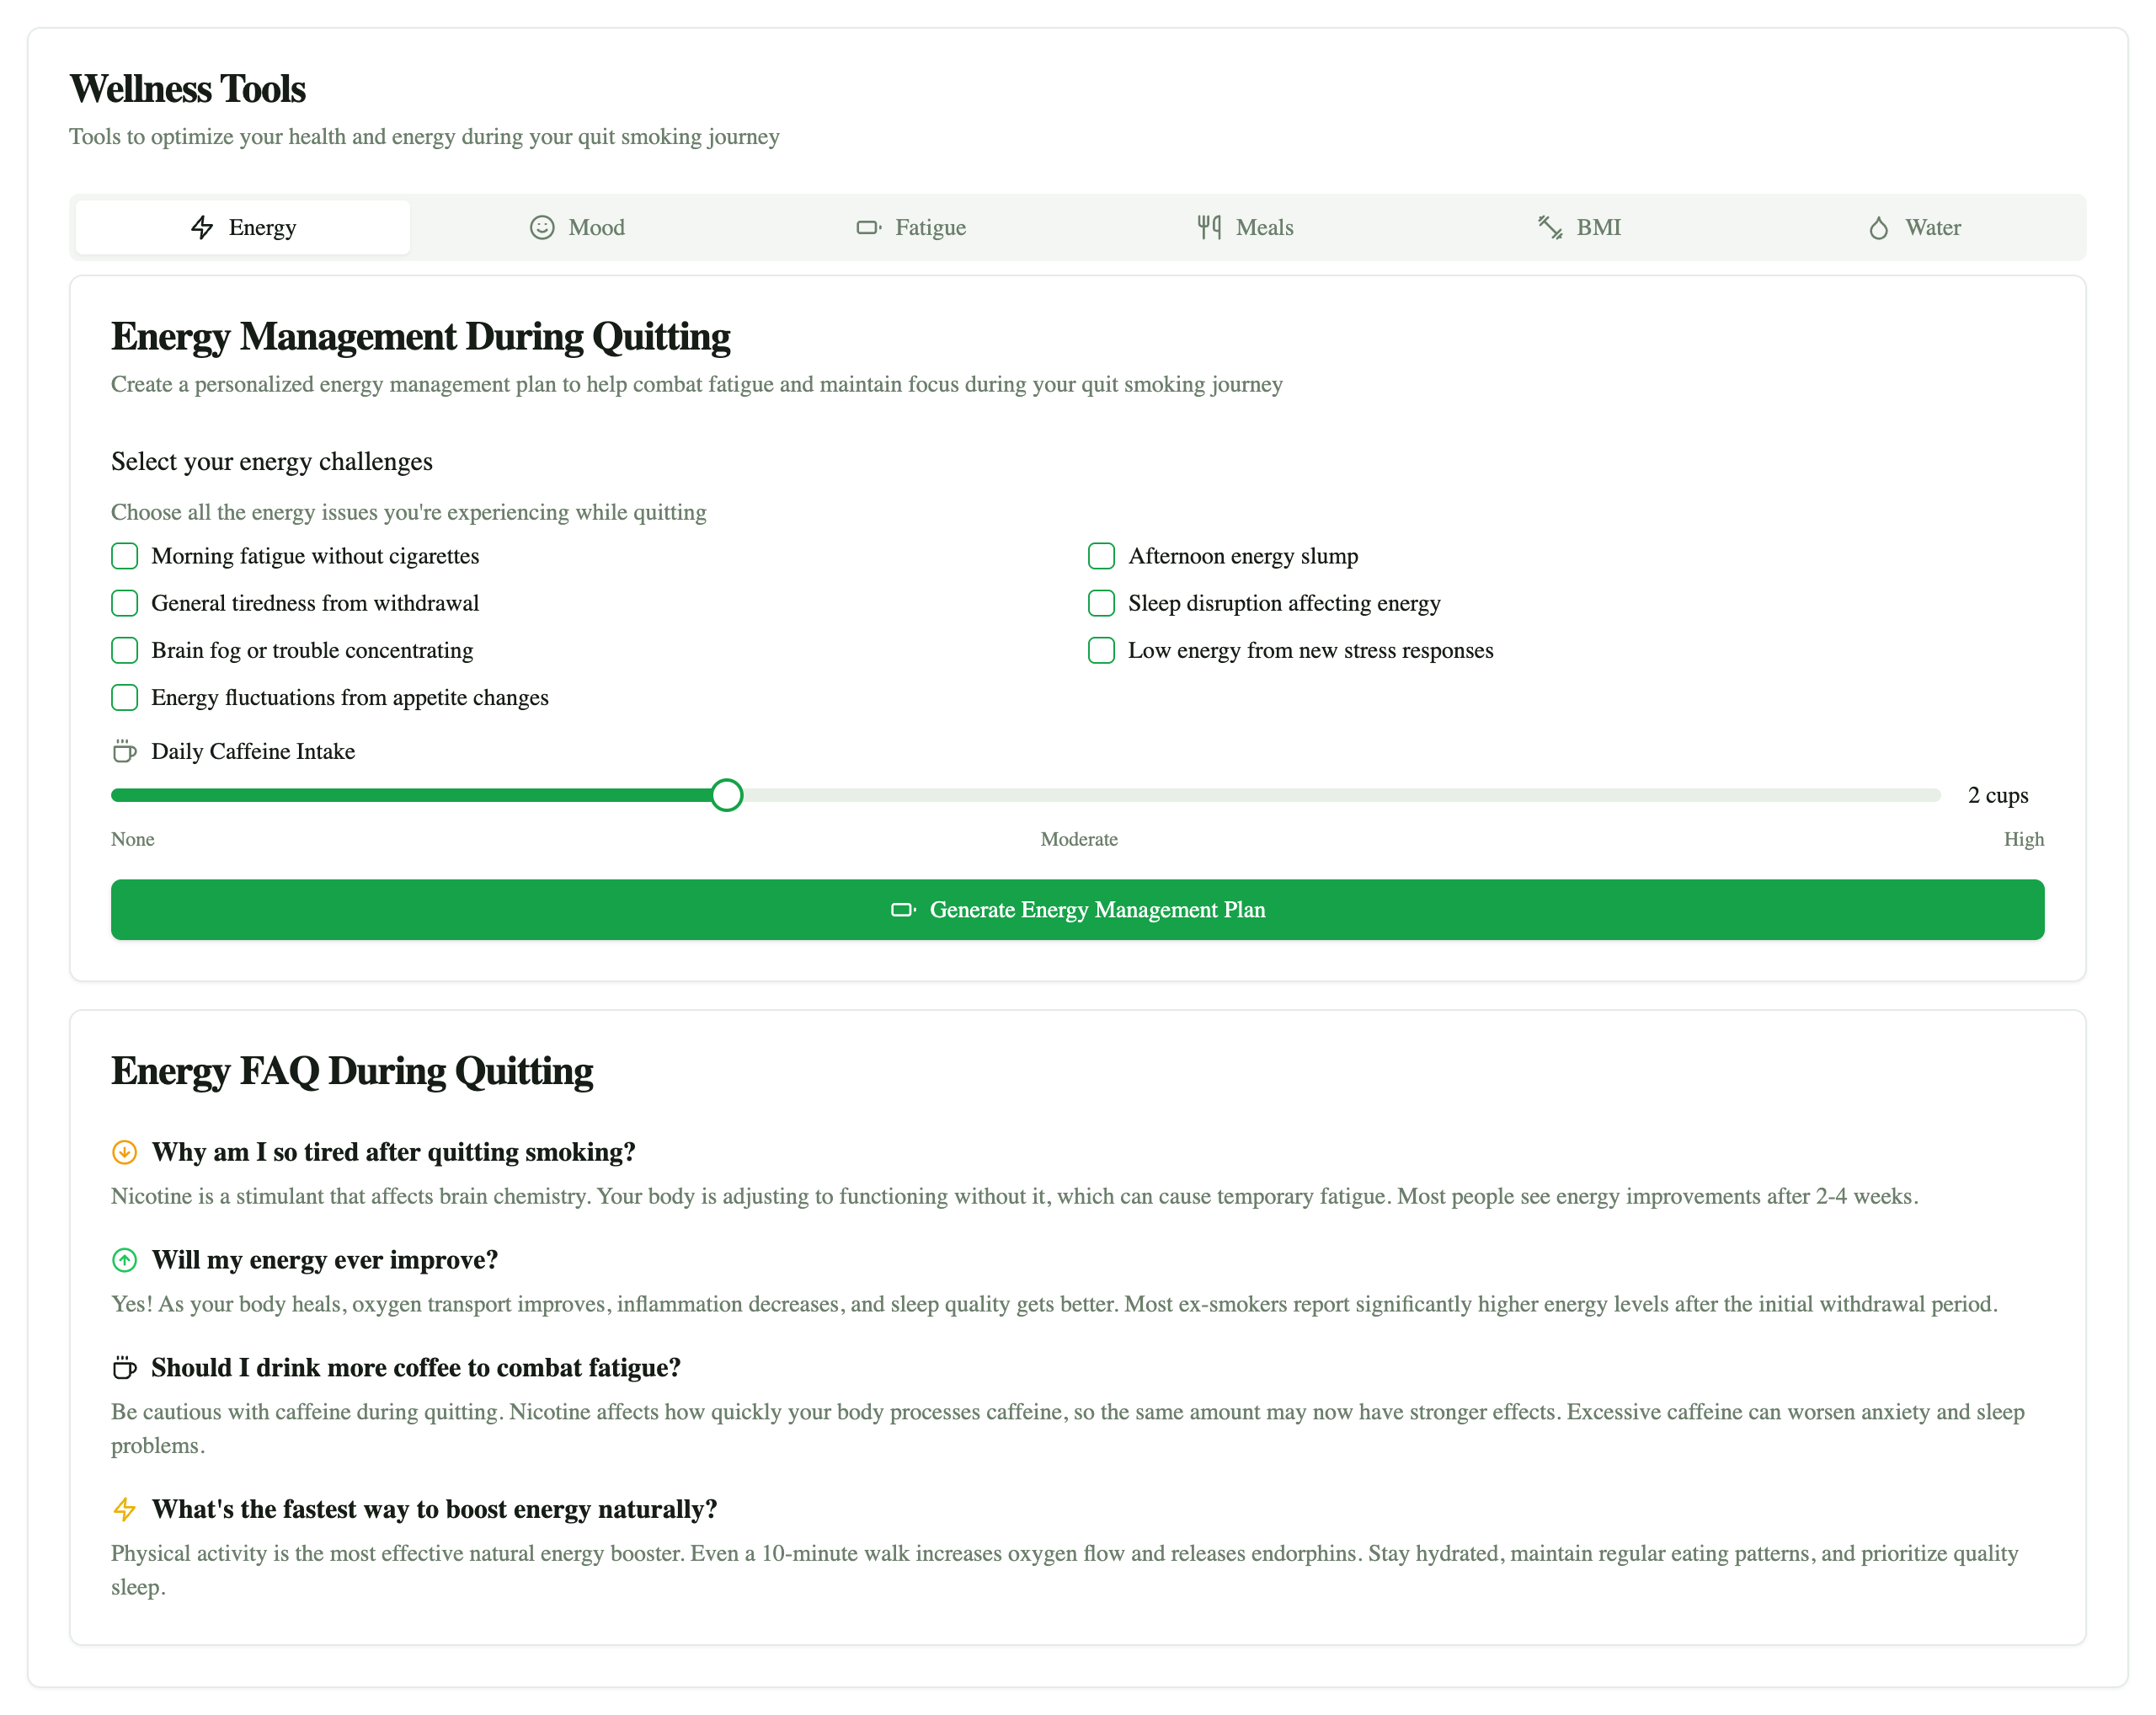 Wellness Tools
Tools to optimize your health and energy during your quit smoking journey
Energy
Mood
Fatigue
Meals
BMI
Water
Energy Management During Quitting
Create a personalized energy management plan to help combat fatigue and maintain focus during your quit smoking journey
Select your energy challenges
Choose all the energy issues you're experiencing while quitting
Morning fatigue without cigarettes
Afternoon energy slump
General tiredness from withdrawal
Sleep disruption affecting energy
Brain fog or trouble concentrating
Low energy from new stress responses
Energy fluctuations from appetite changes
Daily Caffeine Intake
2 cups
None
Moderate
High
Generate Energy Management Plan
Energy FAQ During Quitting
Why am I so tired after quitting smoking?
Nicotine is a stimulant that affects brain chemistry. Your body is adjusting to functioning without it, which can cause temporary fatigue. Most people see energy improvements after 2-4 weeks.
Will my energy ever improve?
Yes! As your body heals, oxygen transport improves, inflammation decreases, and sleep quality gets better. Most ex-smokers report significantly higher energy levels after the initial withdrawal period.
Should I drink more coffee to combat fatigue?
Be cautious with caffeine during quitting. Nicotine affects how quickly your body processes caffeine, so the same amount may now have stronger effects. Excessive caffeine can worsen anxiety and sleep
problems.
What's the fastest way to boost energy naturally?
Physical activity is the most effective natural energy booster. Even a 10-minute walk increases oxygen flow and releases endorphins. Stay hydrated, maintain regular eating patterns, and prioritize quality
sleep.